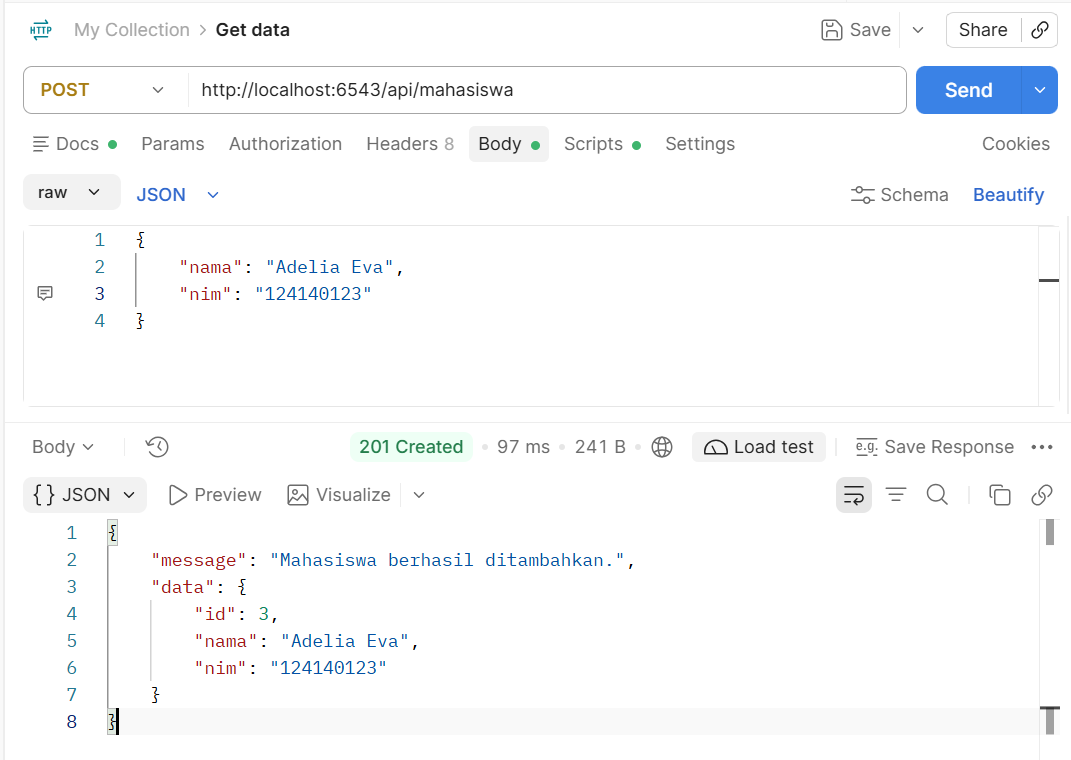 HTTP My Collection > Get data Save Share
POST http://localhost:6543/api/mahasiswa Send
Docs Params Authorization Headers 8 Body Scripts Settings Cookies
raw JSON Schema Beautify
1 {
2 "nama": "Adelia Eva",
3 "nim": "124140123"
4 }
Body 201 Created • 97 ms • 241 B • Load test e.g. Save Response
{} JSON Preview Visualize
1 {
2 "message": "Mahasiswa berhasil ditambahkan.",
3 "data": {
4 "id": 3,
5 "nama": "Adelia Eva",
6 "nim": "124140123"
7 }
8 }